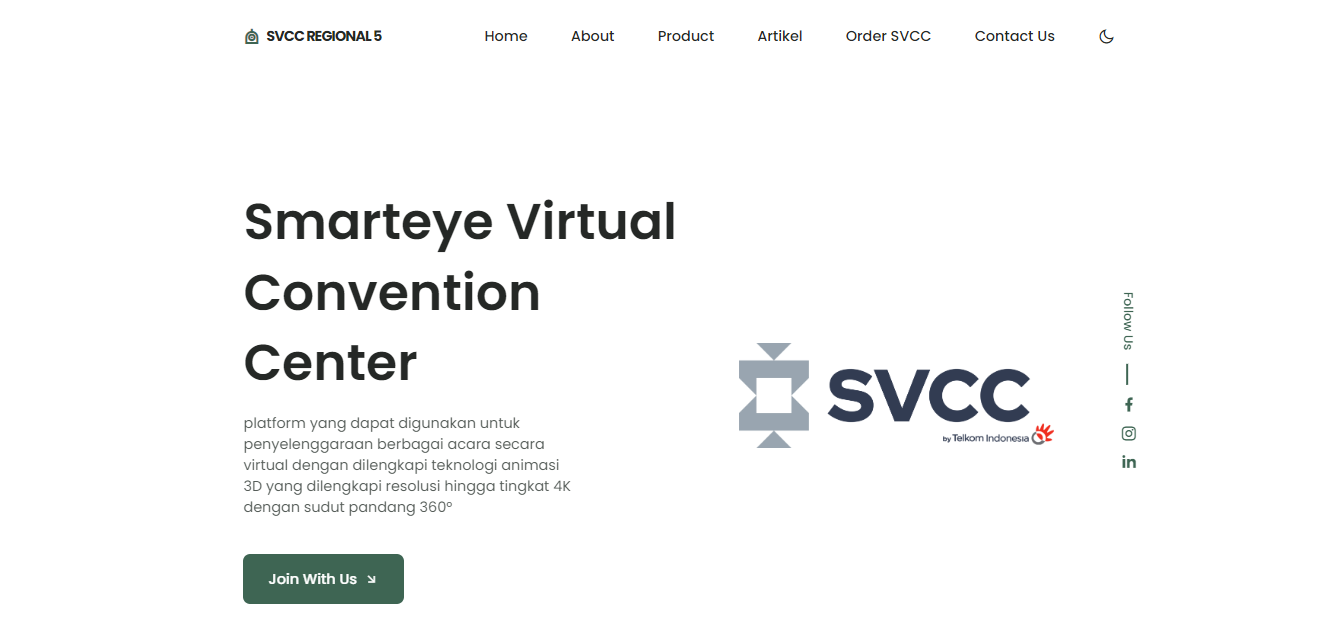 SVCC REGIONAL 5
Home
About
Product
Artikel
Order SVCC
Contact Us
Smarteye Virtual
Convention
Center
platform yang dapat digunakan untuk
penyelenggaraan berbagai acara secara
virtual dengan dilengkapi teknologi animasi
3D yang dilengkapi resolusi hingga tingkat 4K
dengan sudut pandang 360°
Join With Us
SVCC
by Telkom Indonesia
Follow Us